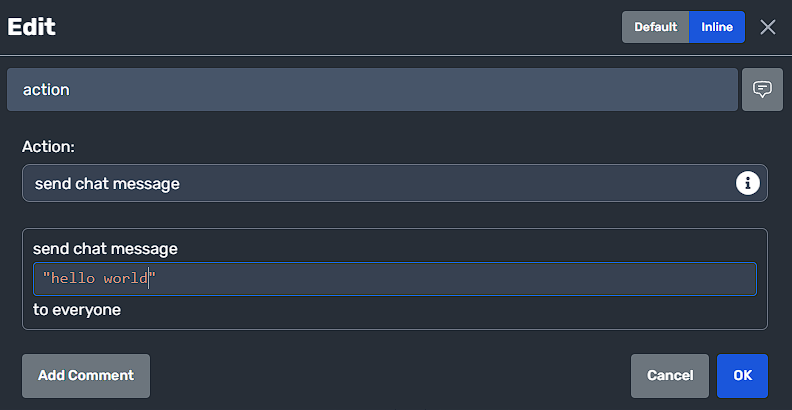 Edit
Default Inline
action
Action:
send chat message
send chat message
"hello world"
to everyone
Add Comment Cancel OK